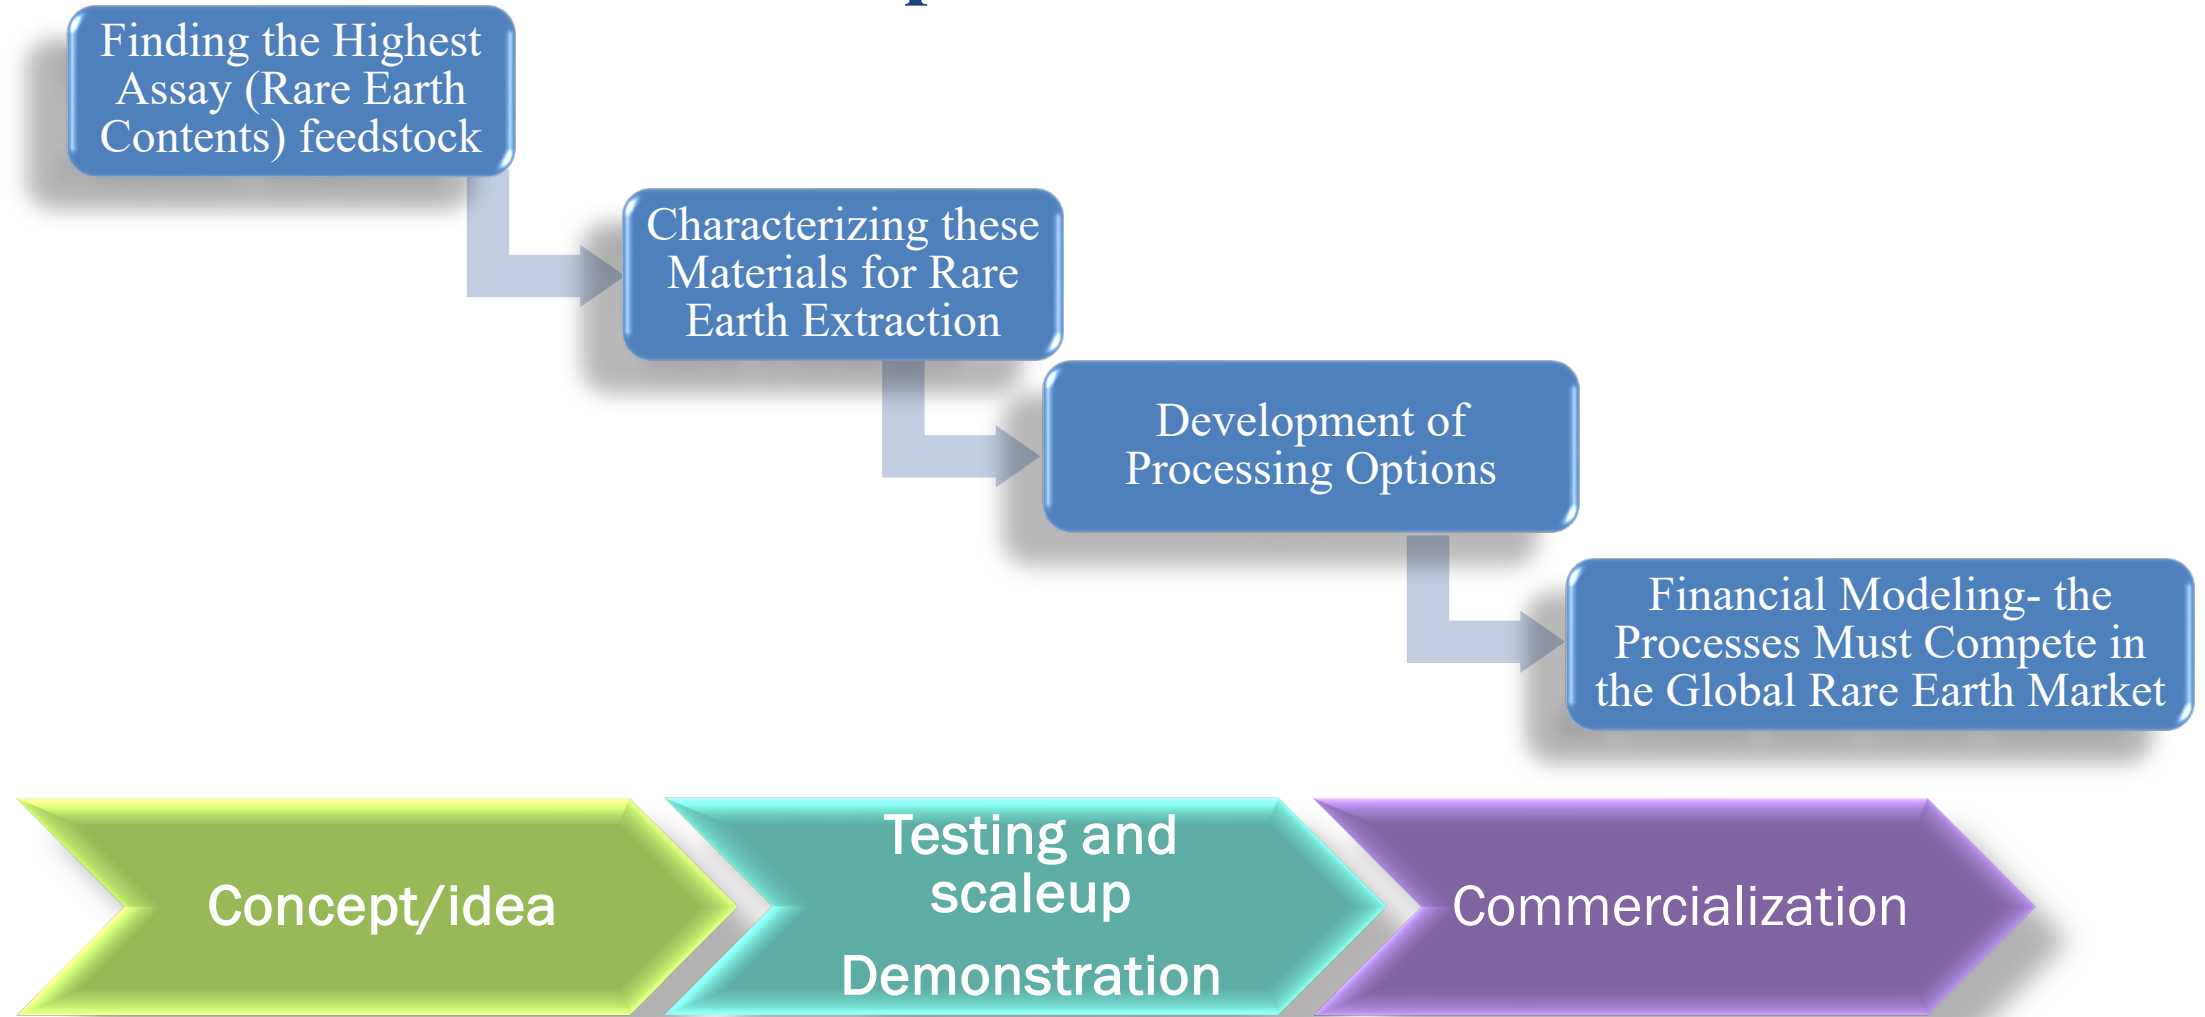 Finding the Highest
Assay (Rare Earth
Contents) feedstock
Characterizing these
Materials for Rare
Earth Extraction
Development of
Processing Options
Financial Modeling- the
Processes Must Compete in
the Global Rare Earth Market
Concept/idea
Testing and
scaleup
Demonstration
Commercialization